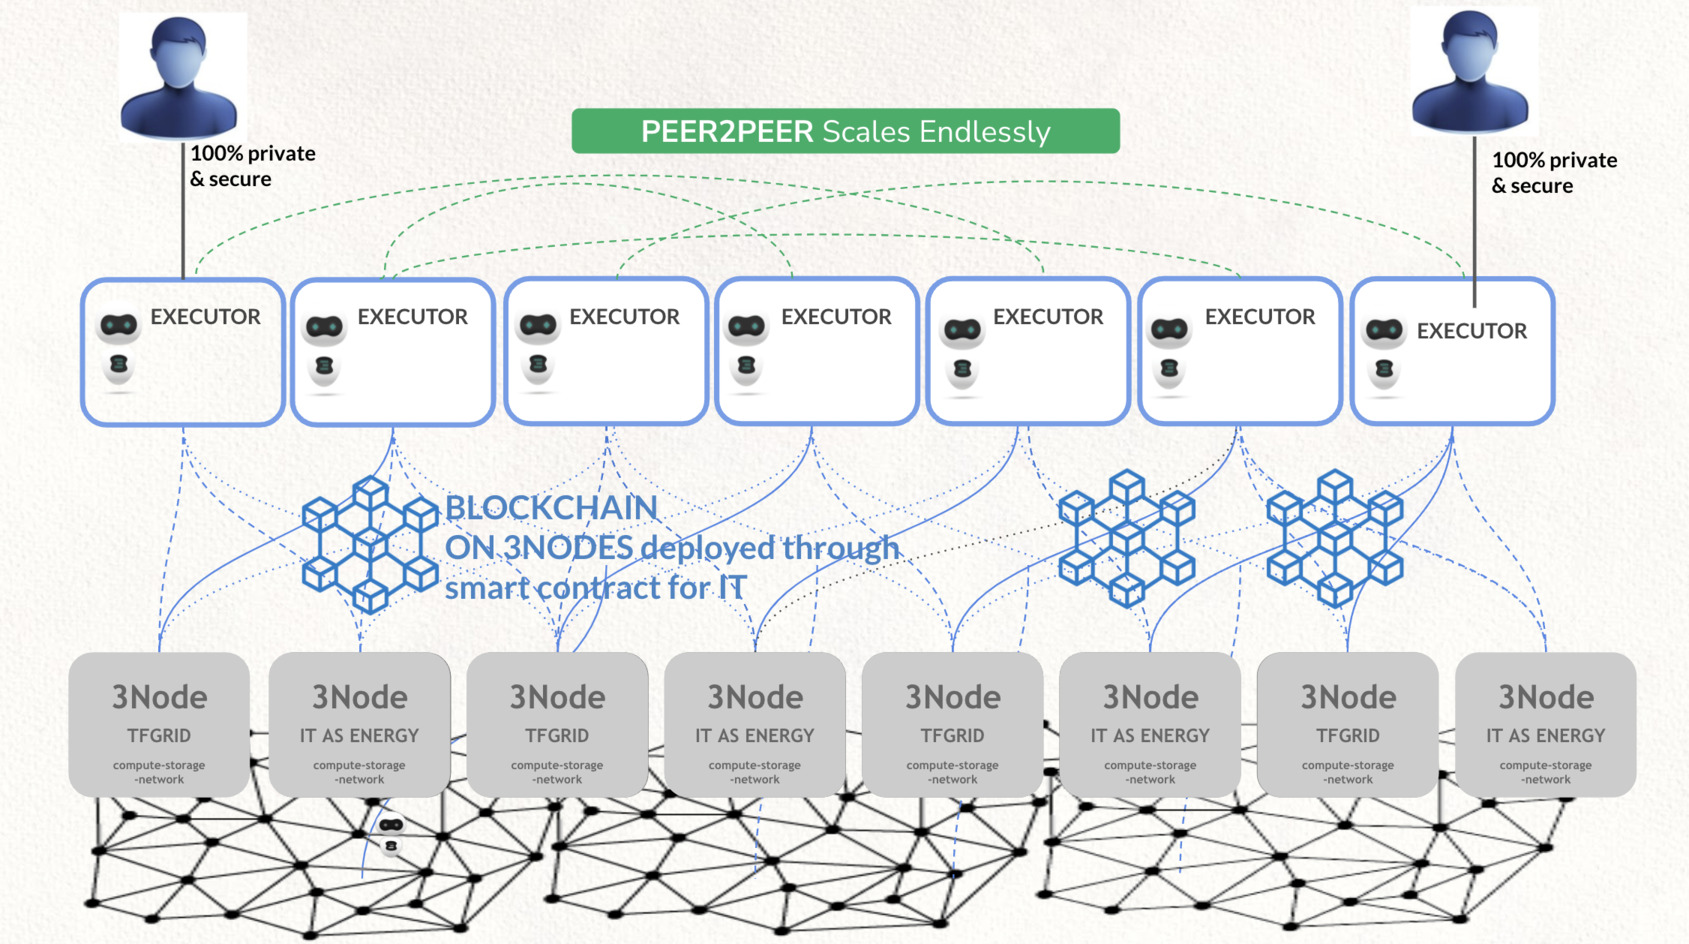 PEER2PEER Scales Endlessly
100% private
& secure
100% private
& secure
EXECUTOR
EXECUTOR
EXECUTOR
EXECUTOR
EXECUTOR
EXECUTOR
EXECUTOR
BLOCKCHAIN
ON 3NODES deployed through
smart contract for IT
3Node
TFGRID
compute-storage
-network
3Node
IT AS ENERGY
compute-storage
-network
3Node
TFGRID
compute-storage
-network
3Node
IT AS ENERGY
compute-storage
-network
3Node
TFGRID
compute-storage
-network
3Node
IT AS ENERGY
compute-storage
-network
3Node
TFGRID
compute-storage
-network
3Node
IT AS ENERGY
compute-storage
-network